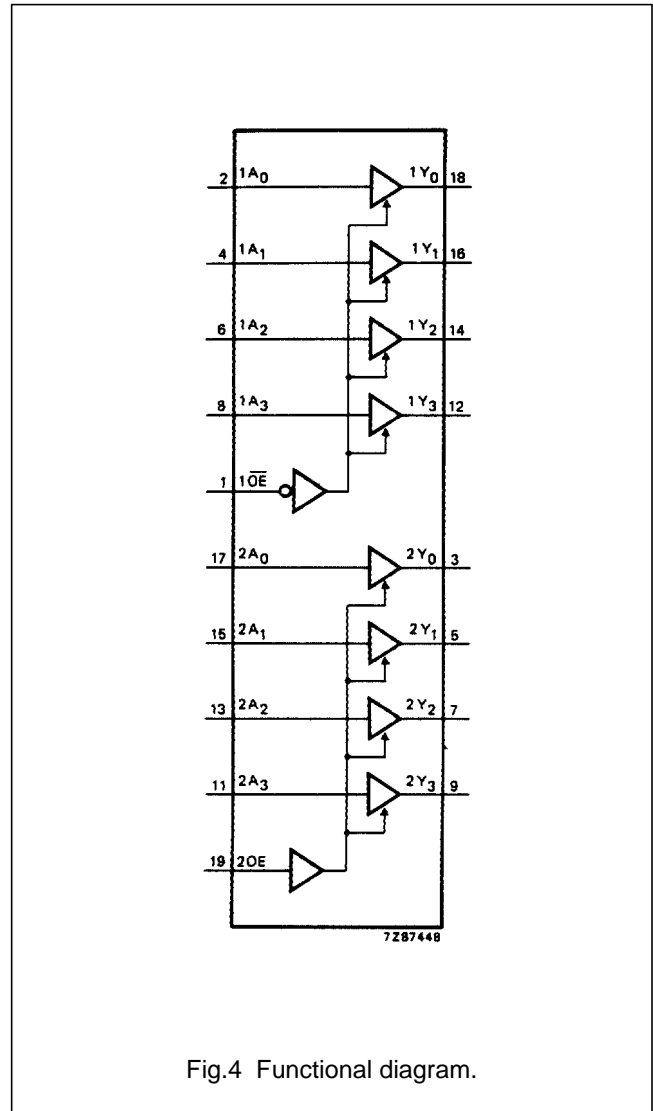 2 1A0 1Y0 18
4 1A1 1Y1 16
6 1A2 1Y2 14
8 1A3 1Y3 12
1 1O̅E̅
17 2A0 2Y0 3
15 2A1 2Y1 5
13 2A2 2Y2 7
11 2A3 2Y3 9
19 2OE
7Z87448
Fig.4 Functional diagram.